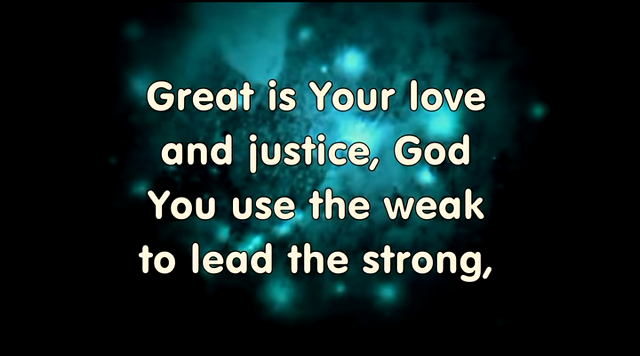 Great is Your love
and justice, God
You use the weak
to lead the strong,